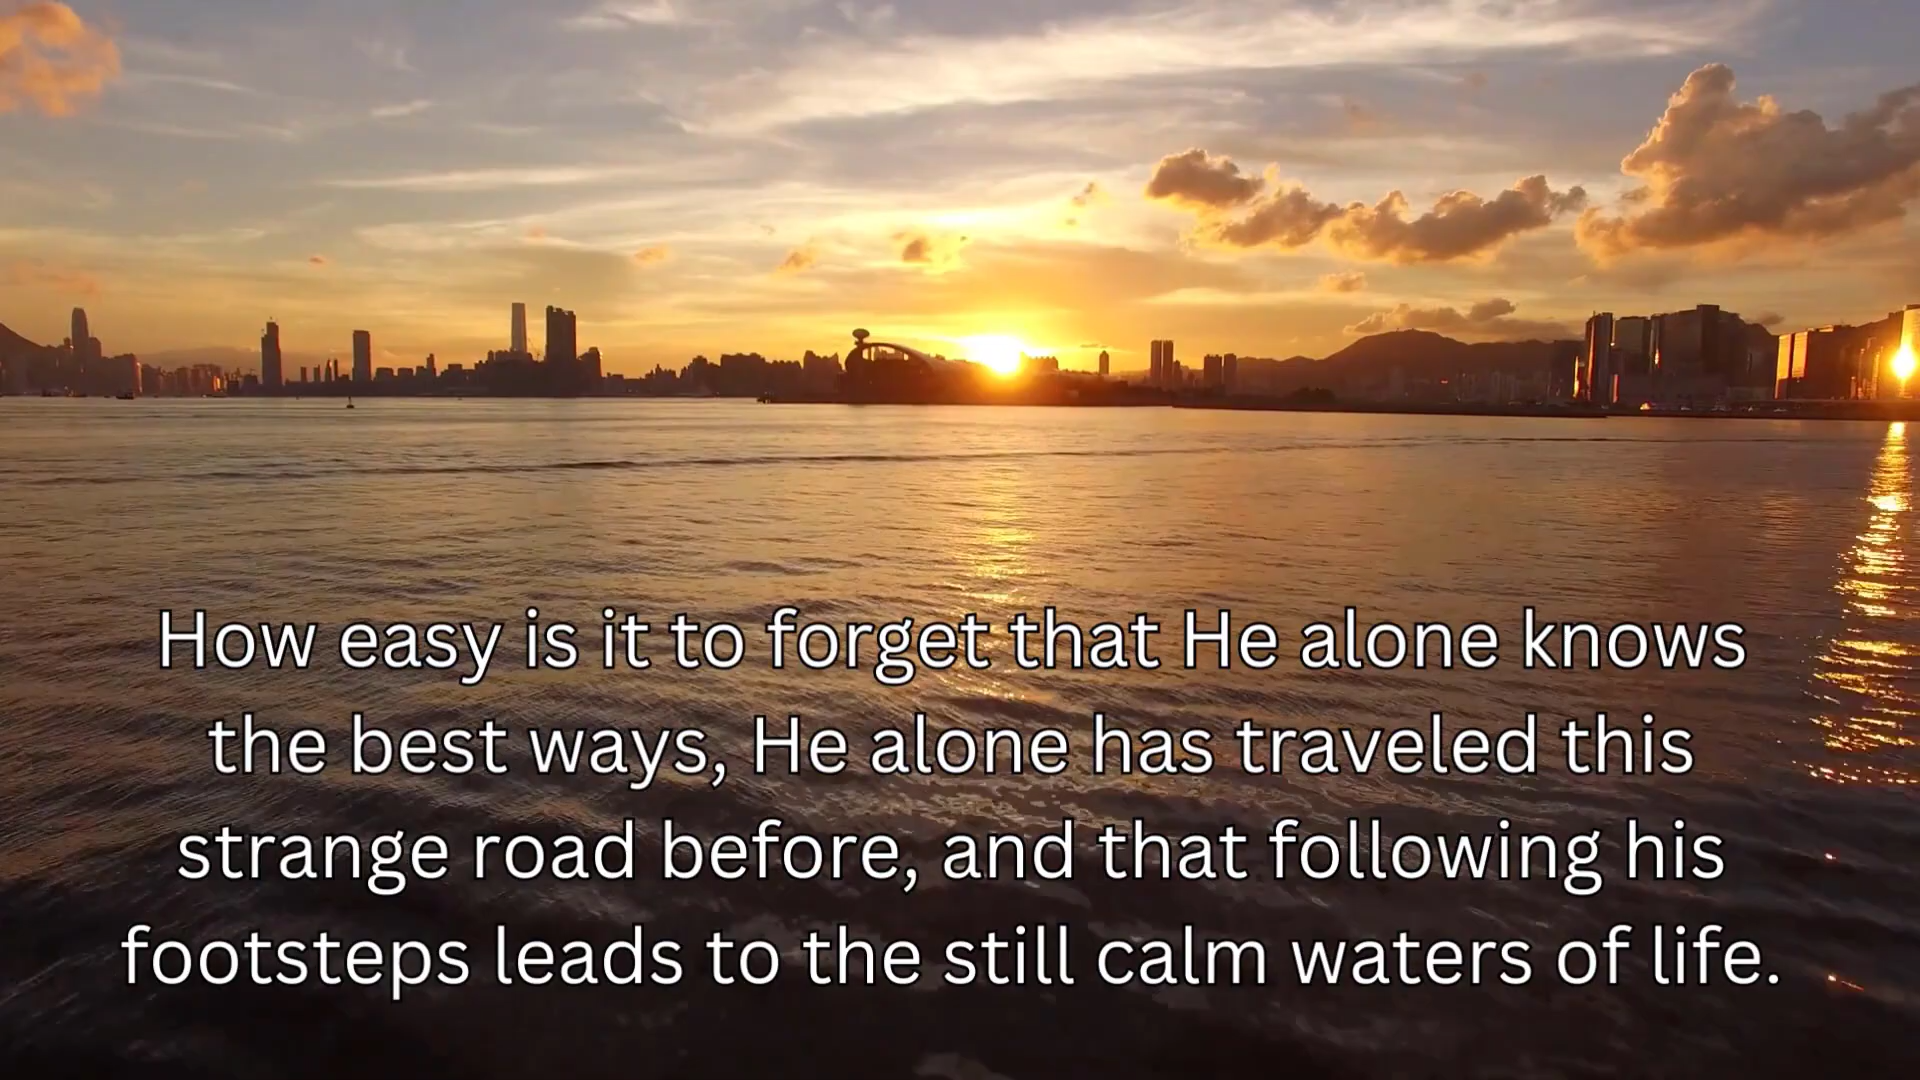 How easy is it to forget that He alone knows
the best ways, He alone has traveled this
strange road before, and that following his
footsteps leads to the still calm waters of life.